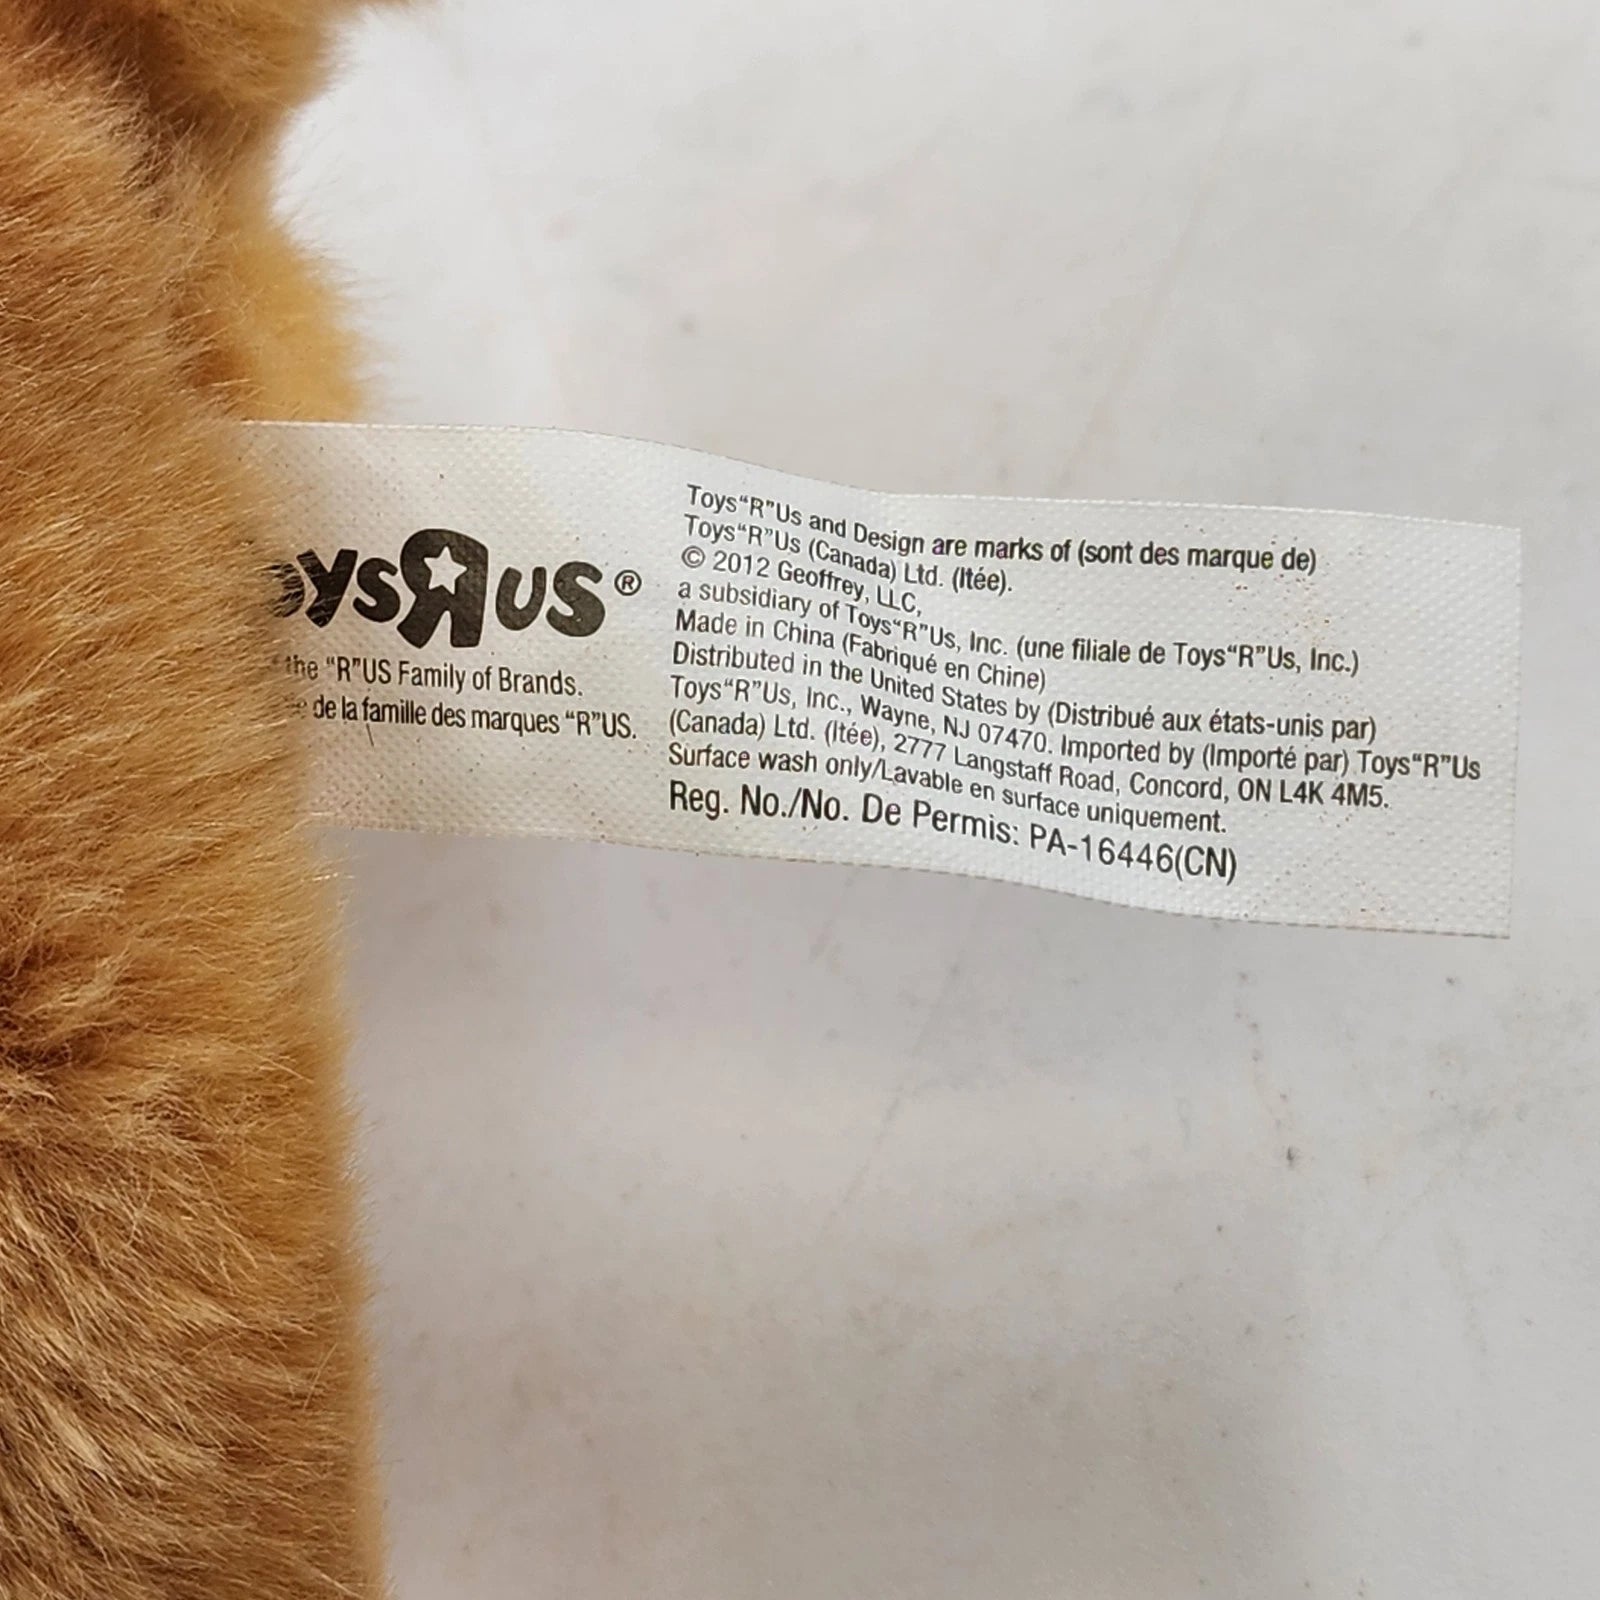 ysRus®
the "R"US Family of Brands.
de la famille des marques "R"US.
Toys"R"Us and Design are marks of (sont des marque de)
Toys"R"Us (Canada) Ltd. (ltée).
© 2012 Geoffrey, LLC,
a subsidiary of Toys"R"Us, Inc. (une filiale de Toys"R"Us, Inc.)
Made in China (Fabriqué en Chine)
Distributed in the United States by (Distribué aux états-unis par)
Toys"R"Us, Inc., Wayne, NJ 07470. Imported by (Importé par) Toys"R"Us
(Canada) Ltd. (ltée), 2777 Langstaff Road, Concord, ON L4K 4M5.
Surface wash only/Lavable en surface uniquement.
Reg. No./No. De Permis: PA-16446(CN)